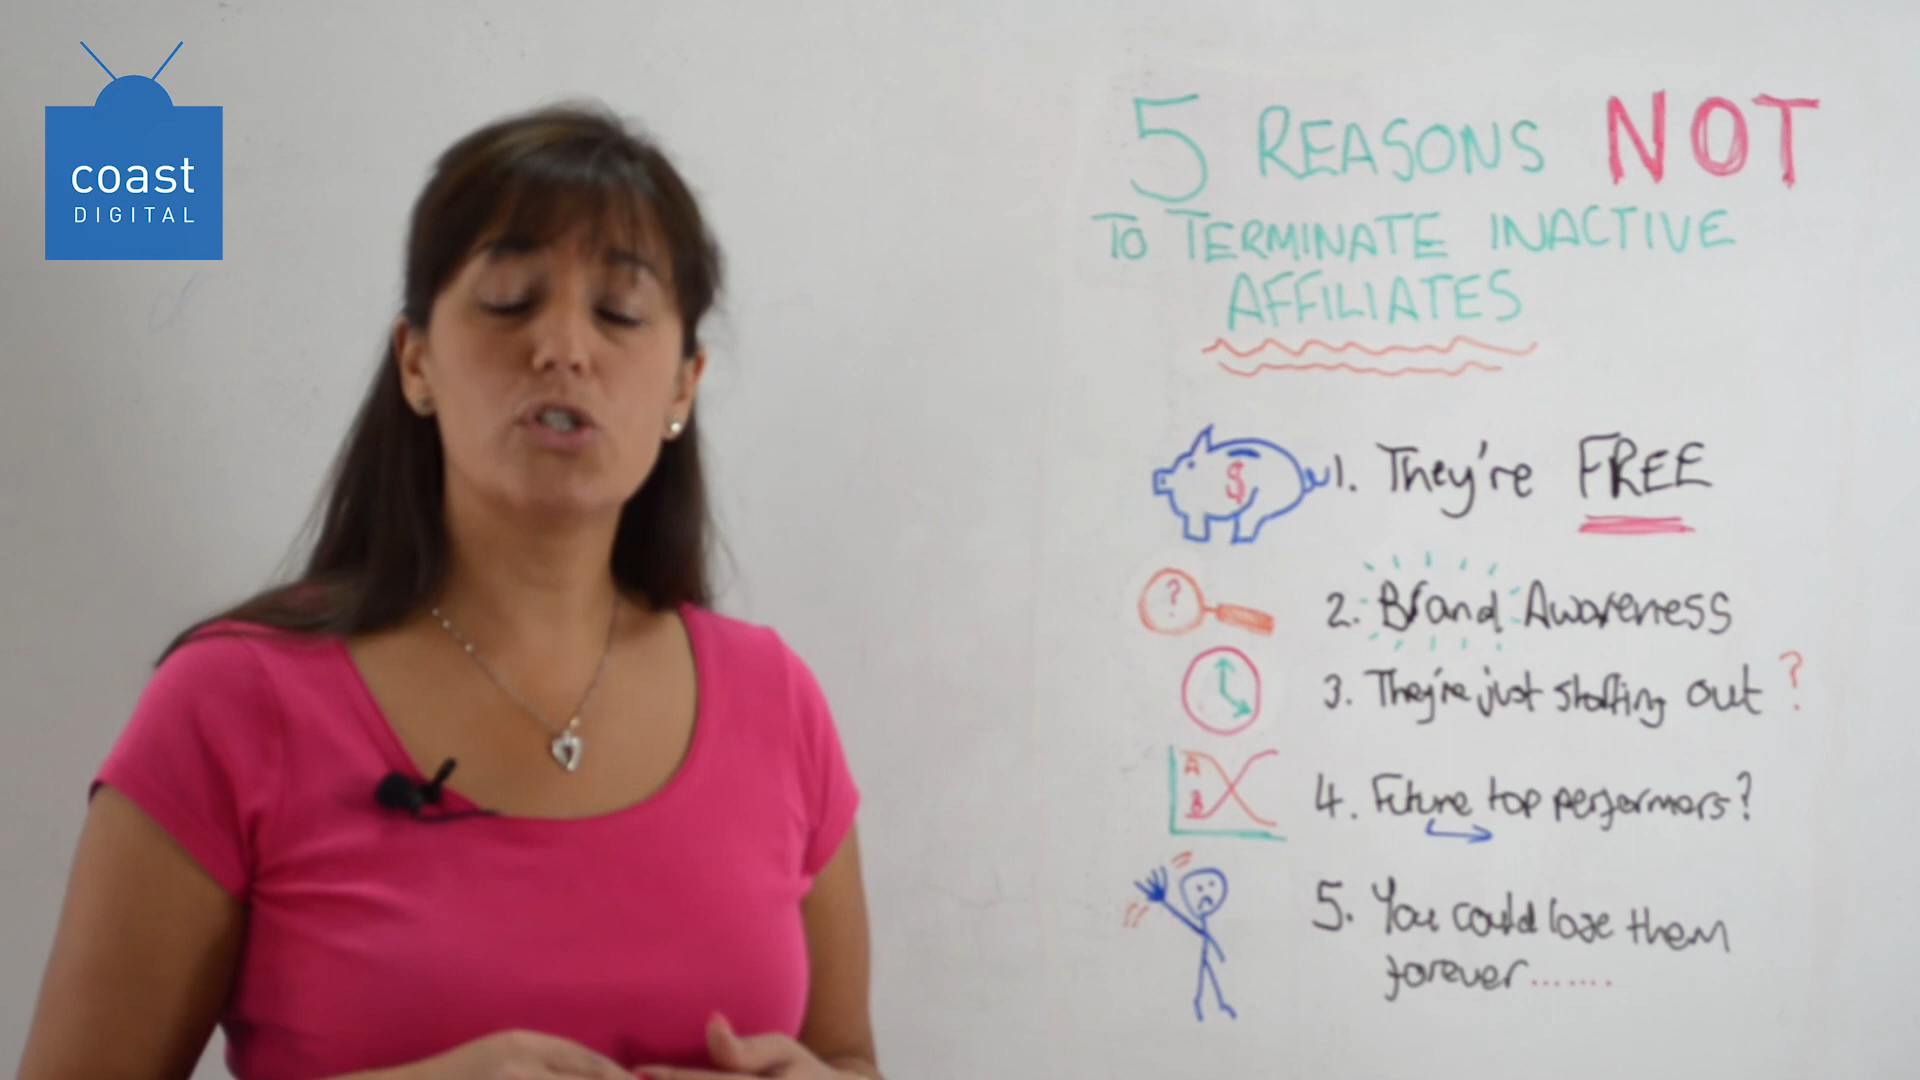 coast
DIGITAL
5 REASONS NOT
TO TERMINATE INACTIVE
AFFILIATES
$ 1. They're FREE
? 2. Brand Awareness
3. They're just starting out ?
A
B
4. Future top performers?
5. You could lose them
forever.......